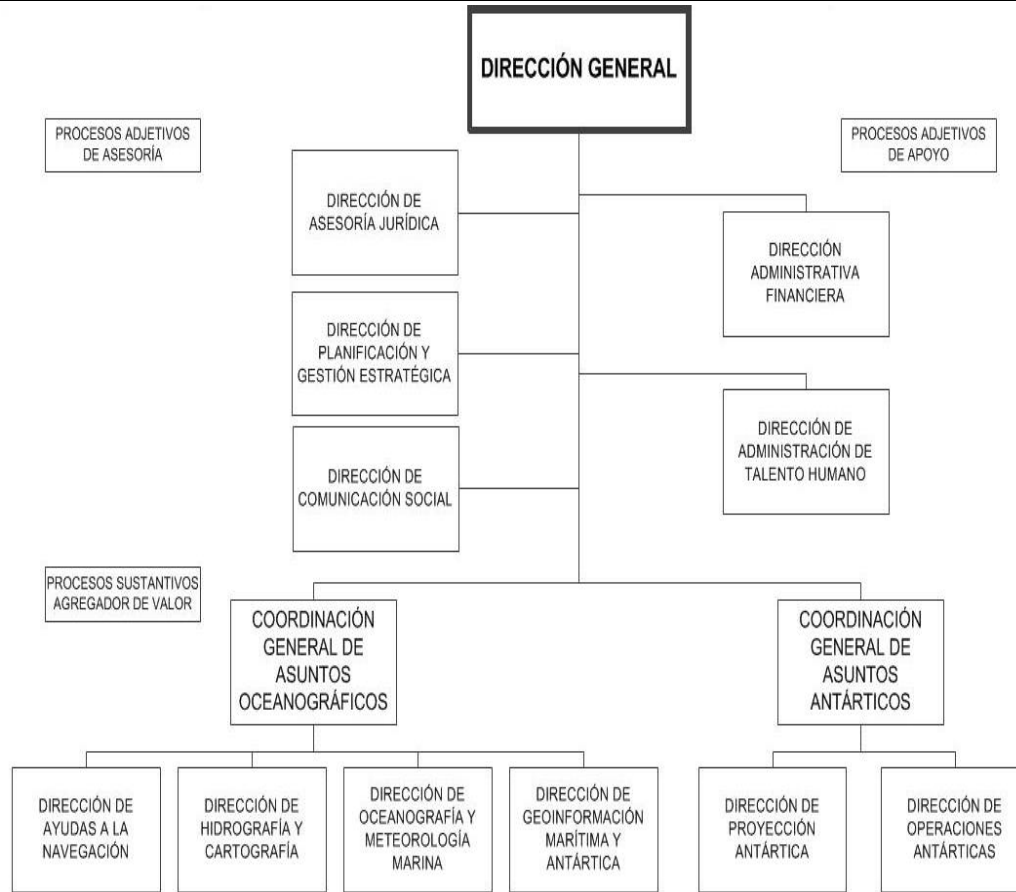 DIRECCIÓN GENERAL
PROCESOS ADJETIVOS
DE ASESORÍA
PROCESOS ADJETIVOS
DE APOYO
DIRECCIÓN DE
ASESORÍA JURÍDICA
DIRECCIÓN
ADMINISTRATIVA
FINANCIERA
DIRECCIÓN DE
PLANIFICACIÓN Y
GESTIÓN ESTRATÉGICA
DIRECCIÓN DE
ADMINISTRACIÓN DE
TALENTO HUMANO
DIRECCIÓN DE
COMUNICACIÓN SOCIAL
PROCESOS SUSTANTIVOS
AGREGADOR DE VALOR
COORDINACIÓN
GENERAL DE
ASUNTOS
OCEANOGRÁFICOS
COORDINACIÓN
GENERAL DE
ASUNTOS
ANTÁRTICOS
DIRECCIÓN DE
AYUDAS A LA
NAVEGACIÓN
DIRECCIÓN DE
HIDROGRAFÍA Y
CARTOGRAFÍA
DIRECCIÓN DE
OCEANOGRAFÍA Y
METEOROLOGÍA
MARINA
DIRECCIÓN DE
GEOINFORMACIÓN
MARÍTIMA Y
ANTÁRTICA
DIRECCIÓN DE
PROYECCIÓN
ANTÁRTICA
DIRECCIÓN DE
OPERACIONES
ANTÁRTICAS